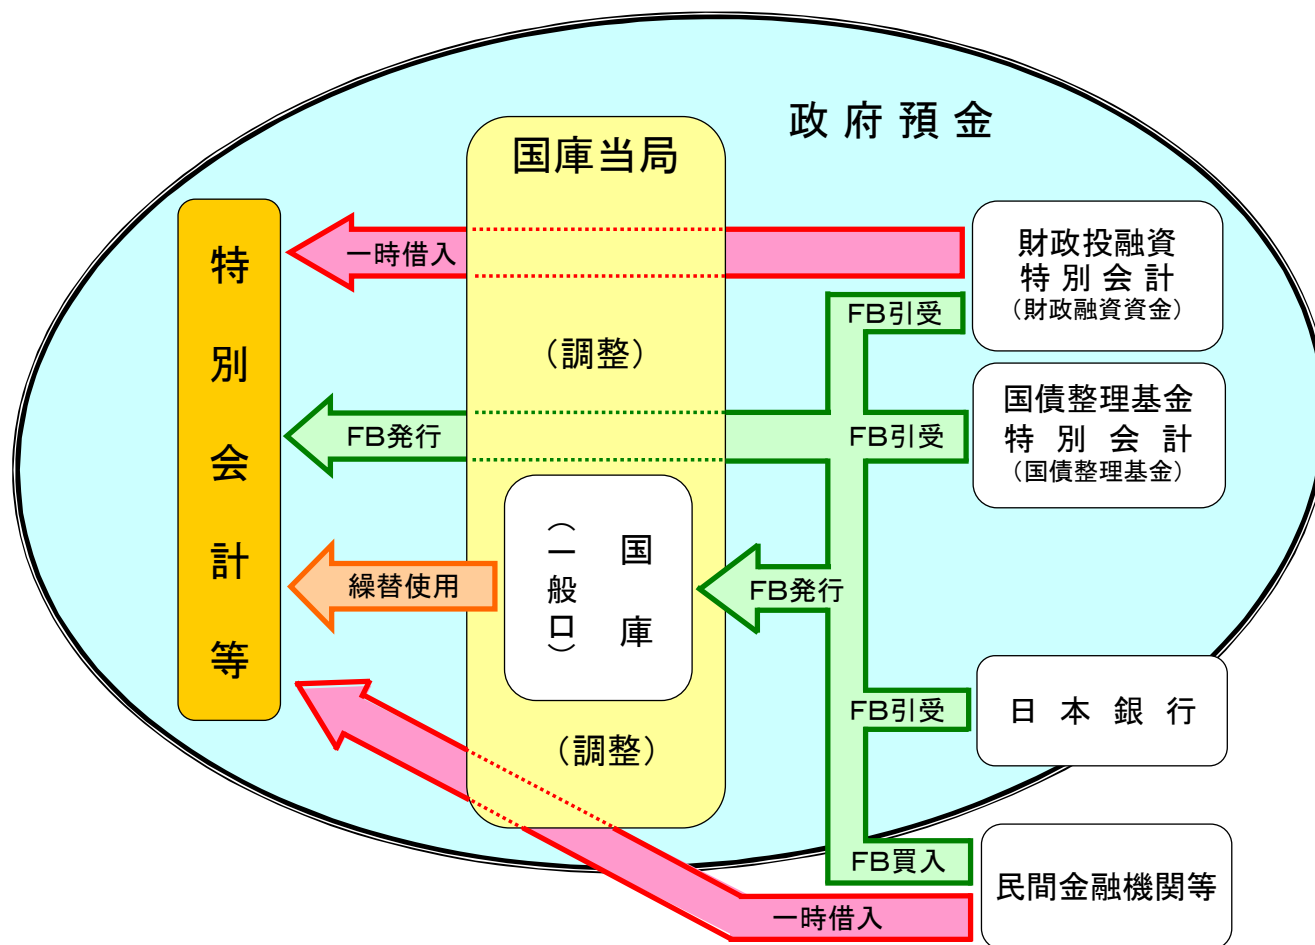 政府預金
国庫当局
特別会計等
一時借入
財政投融資
特別会計
（財政融資資金）
FB引受
（調整）
国債整理基金
特別会計
（国債整理基金）
FB発行
FB引受
国庫
（一般口）
繰替使用
FB発行
FB引受
日本銀行
（調整）
FB買入
民間金融機関等
一時借入